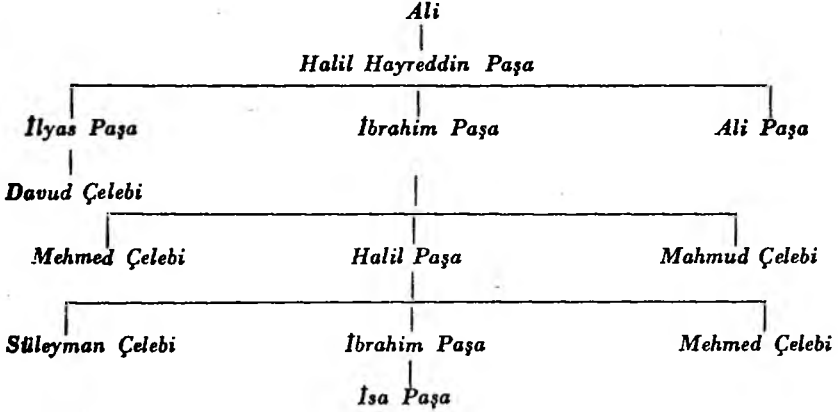 Ali
Halil Hayreddin Paşa
İlyas Paşa İbrahim Paşa Ali Paşa
Davud Çelebi
Mehmed Çelebi Halil Paşa Mahmud Çelebi
Süleyman Çelebi İbrahim Paşa Mehmed Çelebi
İsa Paşa